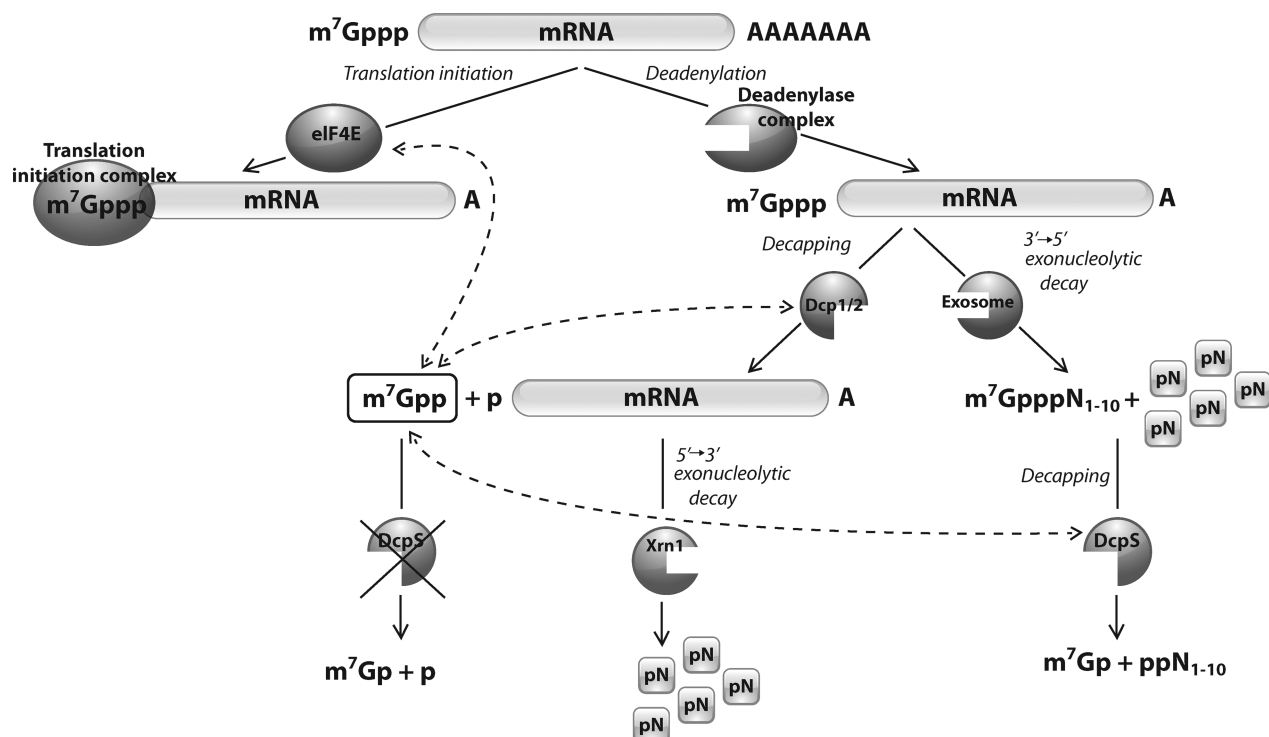 m⁷Gppp mRNA AAAAAAA
Translation initiation Deadenylation
Deadenylase
complex
eIF4E
Translation
initiation complex
m⁷Gppp mRNA A
m⁷Gppp mRNA A
Decapping
3′→5′
exonucleolytic
decay
Dcp1/2
Exosome
m⁷Gpp + p mRNA A
m⁷GpppN₁₋₁₀ +
pN
pN
pN
pN
pN
5′→3′
exonucleolytic
decay
Decapping
DcpS
Xrn1
DcpS
m⁷Gp + p
pN
pN
pN
pN
pN
m⁷Gp + ppN₁₋₁₀